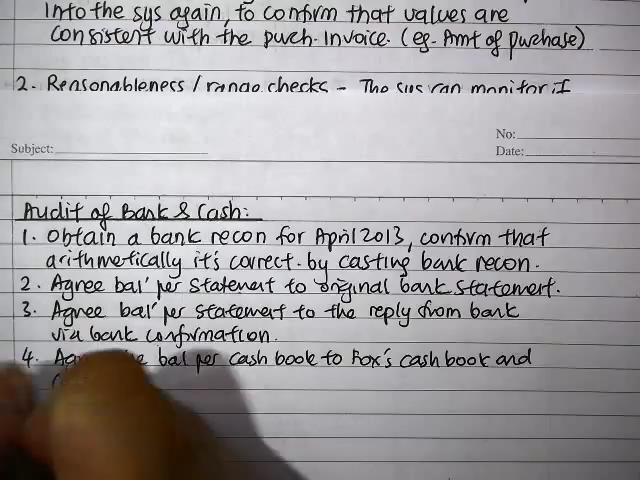 into the sys again, to confirm that values are
consistent with the purch. Invoice. (eg. Amt of purchase)
2. Reasonableness / range checks - The sys can monitor if
No:
Subject:
Date:
Audit of Bank & Cash:
1. Obtain a bank recon for April 2013, confirm that
arithmetically it's correct. by casting bank recon.
2. Agree bal' per statement to original bank statement.
3. Agree bal' per statement to the reply from bank
via bank confirmation.
4. bal per cash book to Fox's cash book and